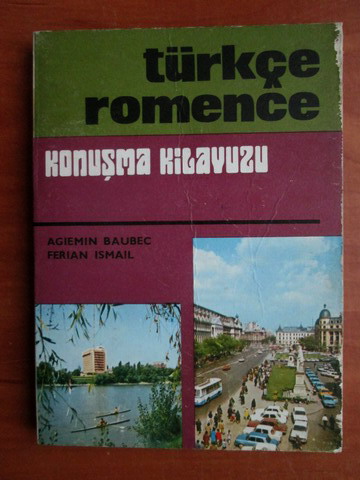 türkçe
romence
KONUŞMA KILAVUZU
AGIEMIN BAUBEC
FERIAN ISMAIL